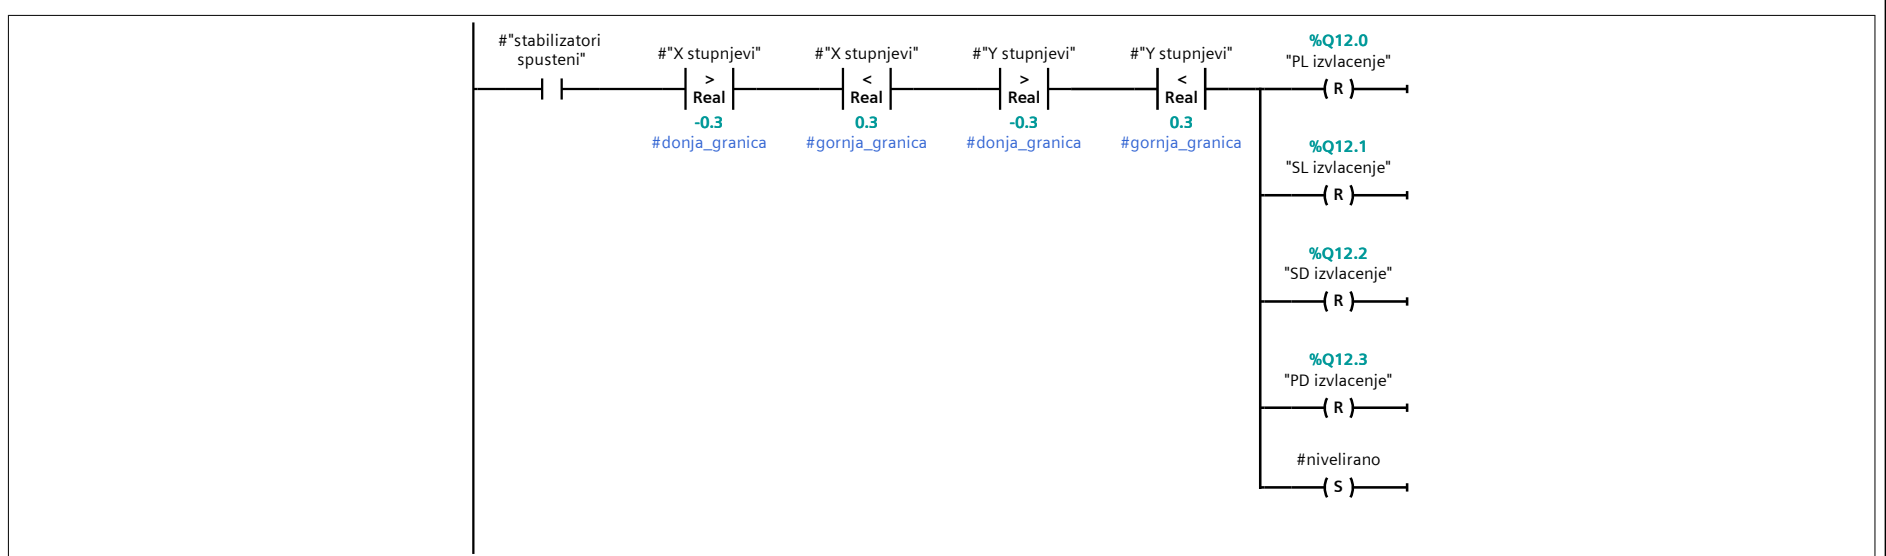 #"stabilizatori
spusteni"
#"X stupnjevi"
>
Real
-0.3
#donja_granica
#"X stupnjevi"
<
Real
0.3
#gornja_granica
#"Y stupnjevi"
>
Real
-0.3
#donja_granica
#"Y stupnjevi"
<
Real
0.3
#gornja_granica
%Q12.0
"PL izvlacenje"
( R )
%Q12.1
"SL izvlacenje"
( R )
%Q12.2
"SD izvlacenje"
( R )
%Q12.3
"PD izvlacenje"
( R )
#nivelirano
( S )